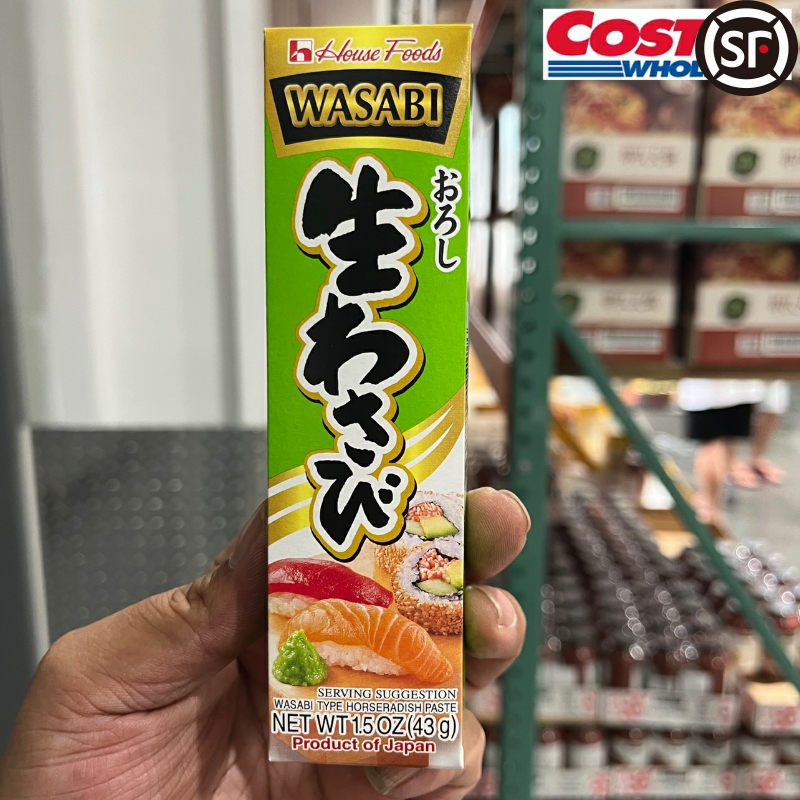 House Foods
WASABI
おろし
生わさび
SERVING SUGGESTION
WASABI TYPE HORSERADISH PASTE
NET WT 1.5 OZ (43 g)
Product of Japan
COST
WHOL
SF